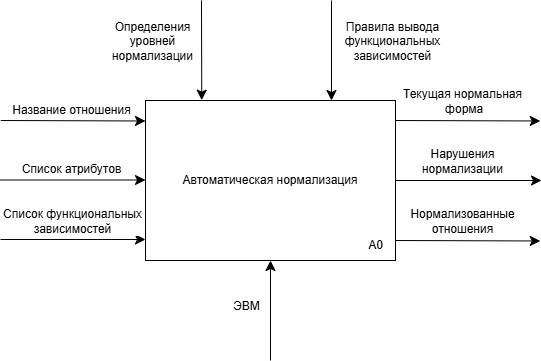 Определения
уровней
нормализации
Правила вывода
функциональных
зависимостей
Название отношения
Список атрибутов
Список функциональных
зависимостей
Автоматическая нормализация
A0
Текущая нормальная
форма
Нарушения
нормализации
Нормализованные
отношения
ЭВМ